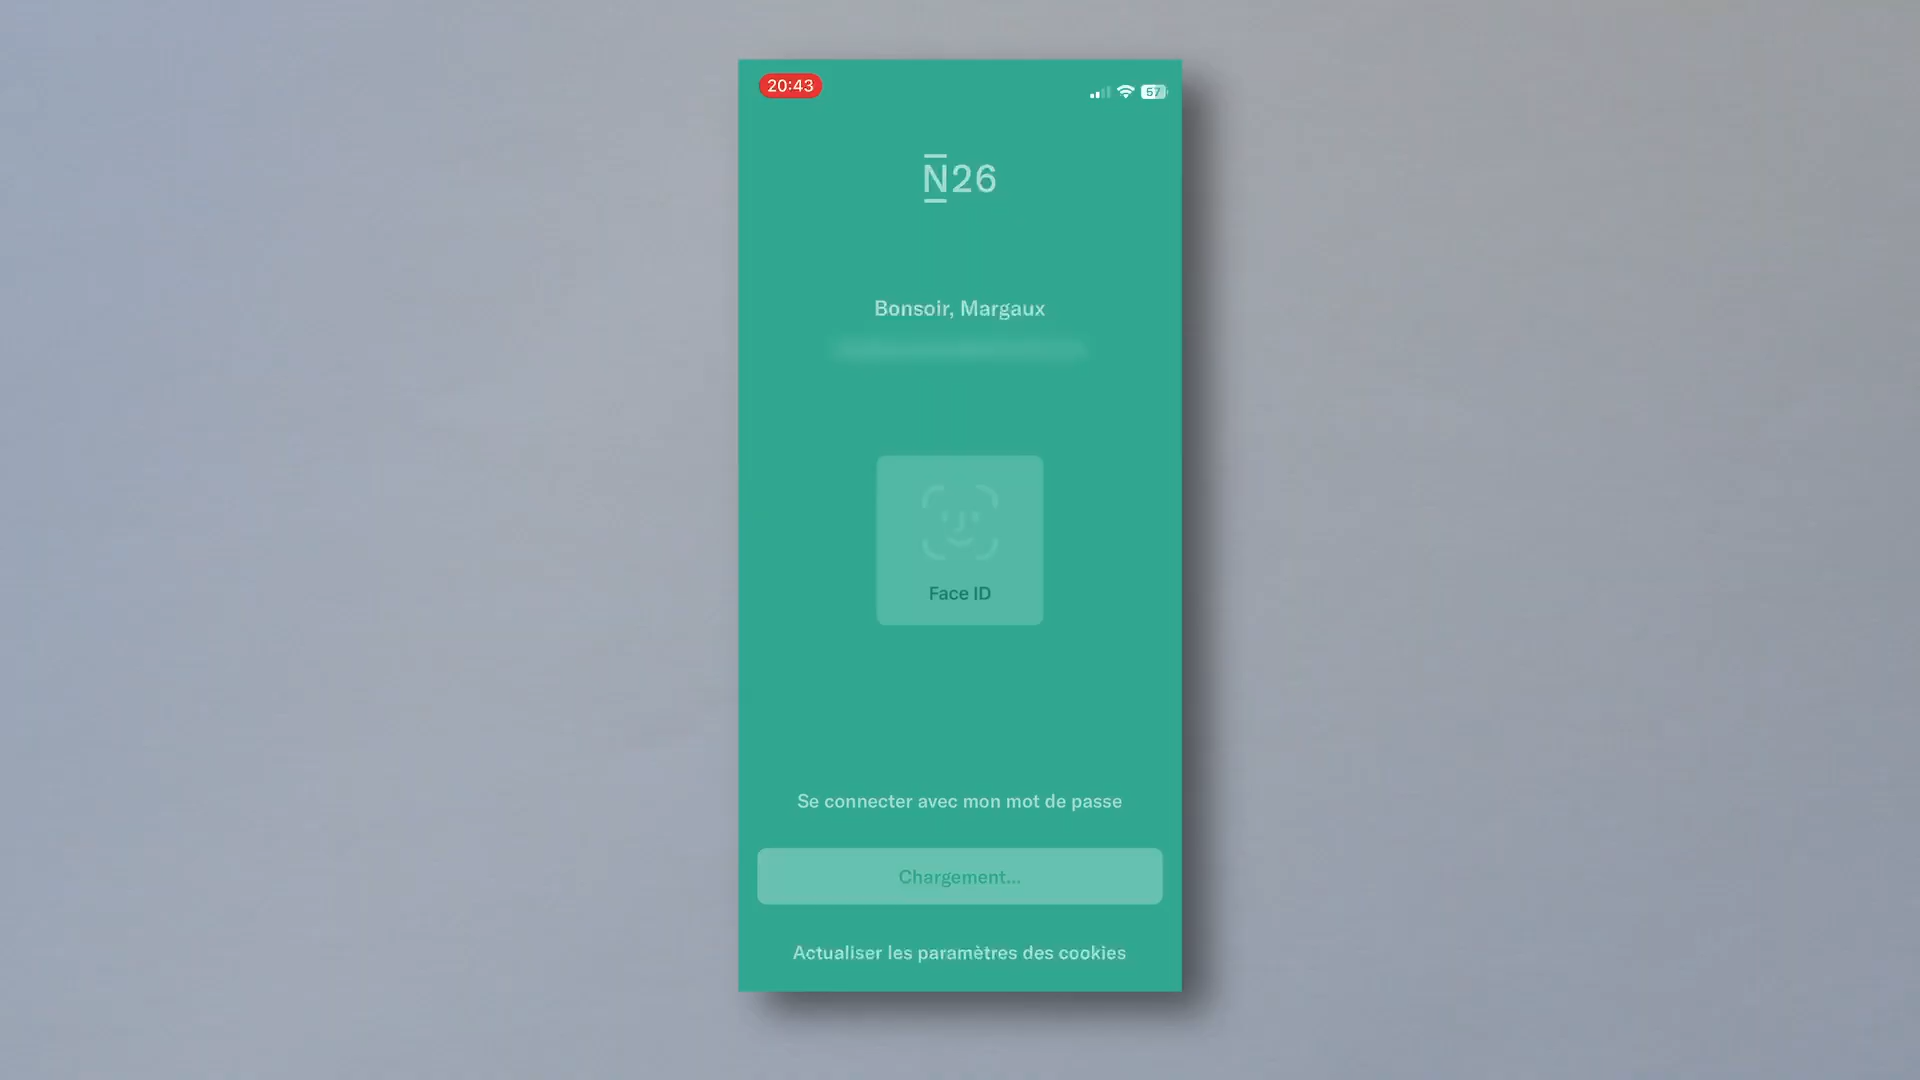 20:43
57
N26
Bonsoir, Margaux
Face ID
Se connecter avec mon mot de passe
Chargement...
Actualiser les paramètres des cookies